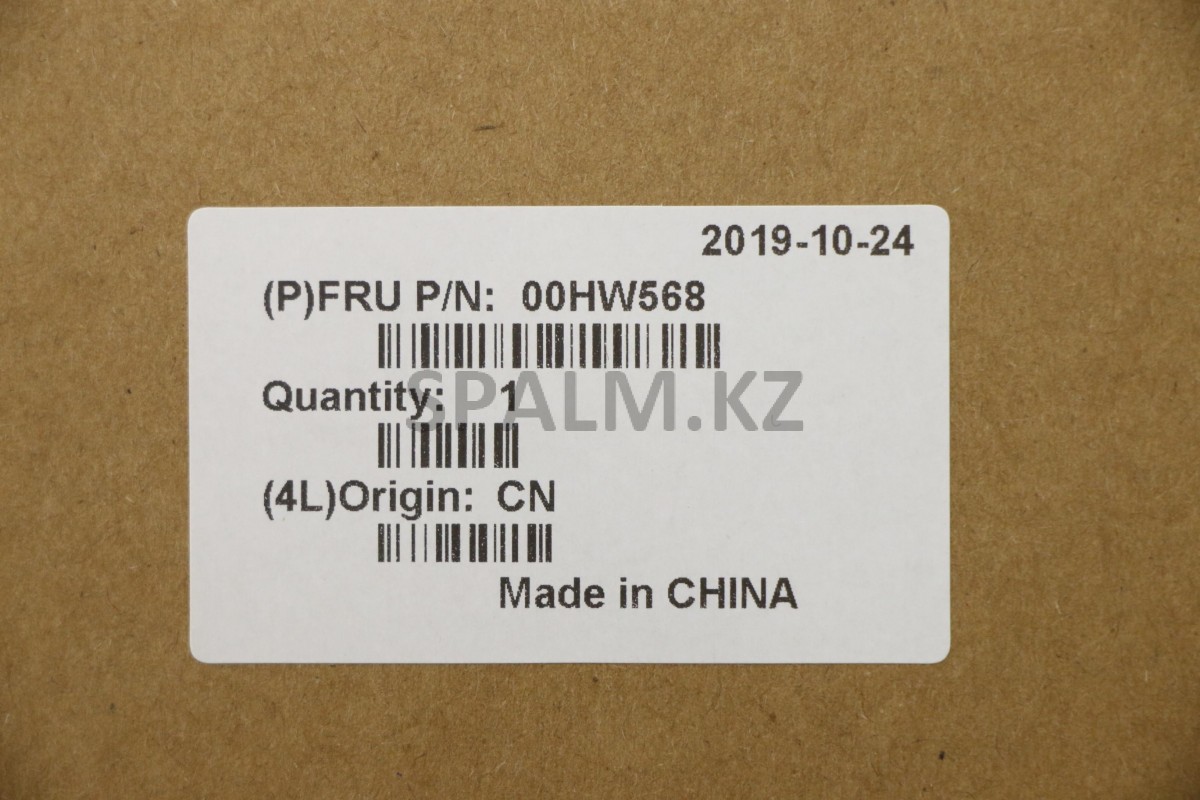 2019-10-24
(P)FRU P/N: 00HW568
Quantity: 1
SPALM.KZ
(4L)Origin: CN
Made in CHINA